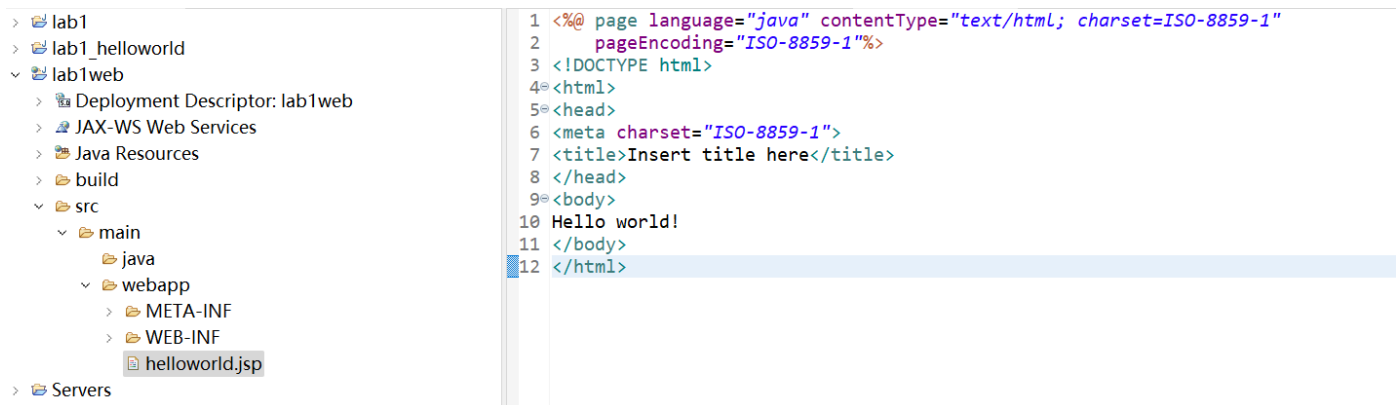 lab1
lab1_helloworld
lab1web
Deployment Descriptor: lab1web
JAX-WS Web Services
Java Resources
build
src
main
java
webapp
META-INF
WEB-INF
helloworld.jsp
Servers
1 <%@ page language="java" contentType="text/html; charset=ISO-8859-1"
2     pageEncoding="ISO-8859-1"%>
3 <!DOCTYPE html>
4 <html>
5 <head>
6 <meta charset="ISO-8859-1">
7 <title>Insert title here</title>
8 </head>
9 <body>
10 Hello world!
11 </body>
12 </html>